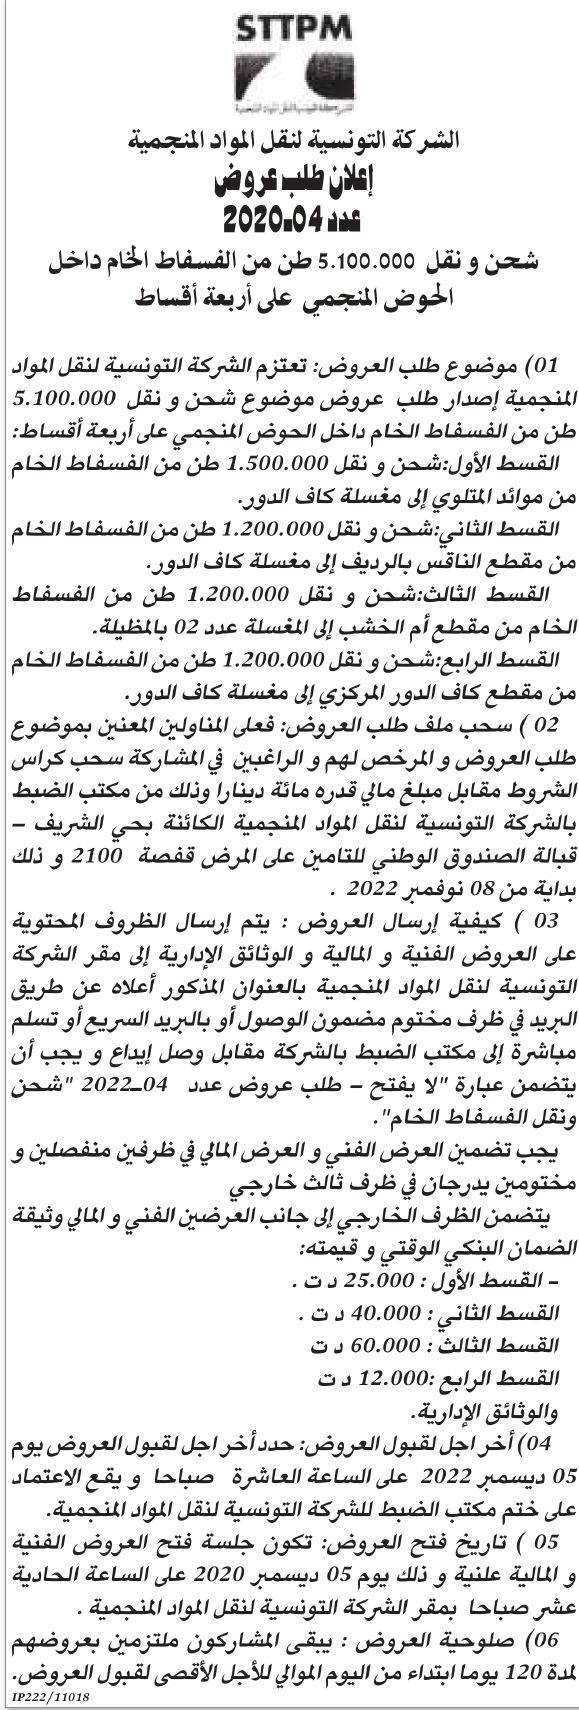 STTPM
الشركة التونسية لنقل المواد المنجمية
الشركة التونسية لنقل المواد المنجمية
إعلان طلب عروض
عدد 04-2020
شحن و نقل 5.100.000 طن من الفسفاط الخام داخل
الحوض المنجمي على أربعة أقساط
01) موضوع طلب العروض: تعتزم الشركة التونسية لنقل المواد
المنجمية إصدار طلب عروض موضوع شحن و نقل 5.100.000
طن من الفسفاط الخام داخل الحوض المنجمي على أربعة أقساط:
القسط الأول:شحن و نقل 1.500.000 طن من الفسفاط الخام
من موائد المتلوي إلى مغسلة كاف الدور.
القسط الثاني:شحن و نقل 1.200.000 طن من الفسفاط الخام
من مقطع الناقس بالرديف إلى مغسلة كاف الدور.
القسط الثالث:شحن و نقل 1.200.000 طن من الفسفاط
الخام من مقطع أم الخشب إلى المغسلة عدد 02 بالمظيلة.
القسط الرابع:شحن و نقل 1.200.000 طن من الفسفاط الخام
من مقطع كاف الدور المركزي إلى مغسلة كاف الدور.
02 ) سحب ملف طلب العروض: فعلى المناولين المعنين بموضوع
طلب العروض و المرخص لهم و الراغبين في المشاركة سحب كراس
الشروط مقابل مبلغ مالي قدره مائة دينارا وذلك من مكتب الضبط
بالشركة التونسية لنقل المواد المنجمية الكائنة بحي الشريف –
قبالة الصندوق الوطني للتامين على المرض قفصة 2100 و ذلك
بداية من 08 نوفمبر 2022 .
03 ) كيفية إرسال العروض : يتم إرسال الظروف المحتوية
على العروض الفنية و المالية و الوثائق الإدارية إلى مقر الشركة
التونسية لنقل المواد المنجمية بالعنوان المذكور أعلاه عن طريق
البريد في ظرف مختوم مضمون الوصول أو بالبريد السريع أو تسلم
مباشرة إلى مكتب الضبط بالشركة مقابل وصل إيداع و يجب أن
يتضمن عبارة "لا يفتح – طلب عروض عدد 04-2022 "شحن
ونقل الفسفاط الخام".
يجب تضمين العرض الفني و العرض المالي في ظرفين منفصلين و
مختومين يدرجان في ظرف ثالث خارجي
يتضمن الظرف الخارجي إلى جانب العرضين الفني و المالي وثيقة
الضمان البنكي الوقتي و قيمته:
– القسط الأول : 25.000 د ت .
القسط الثاني : 40.000 د ت .
القسط الثالث : 60.000 د ت
القسط الرابع :12.000 د ت
والوثائق الإدارية.
04) أخر اجل لقبول العروض: حدد أخر اجل لقبول العروض يوم
05 ديسمبر 2022 على الساعة العاشرة صباحا و يقع الاعتماد
على ختم مكتب الضبط للشركة التونسية لنقل المواد المنجمية.
05 ) تاريخ فتح العروض: تكون جلسة فتح العروض الفنية
و المالية علنية و ذلك يوم 05 ديسمبر 2020 على الساعة الحادية
عشر صباحا بمقر الشركة التونسية لنقل المواد المنجمية .
06) صلوحية العروض : يبقى المشاركون ملتزمين بعروضهم
لمدة 120 يوما ابتداء من اليوم الموالي للأجل الأقصى لقبول العروض.
IP222/11018